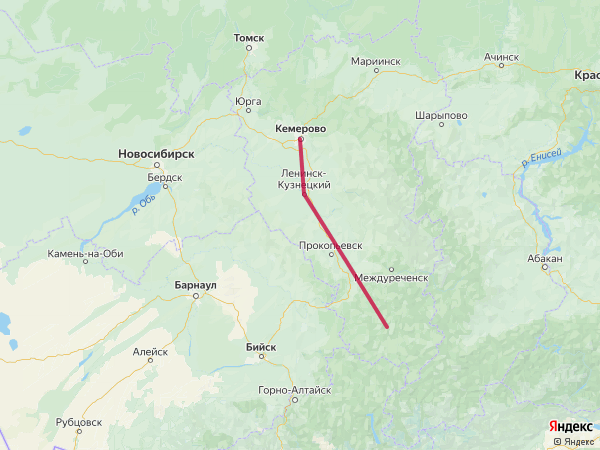 Томск
Ачинск
Мариинск
Крас
Юрга
Шарыпово
Кемерово
Новосибирск
р. Енисей
Ленинск-
Кузнецкий
Бердск
р. Обь
Прокопьевск
Камень-на-Оби
Абакан
Междуреченск
Барнаул
Бийск
Алейск
Горно-Алтайск
Рубцовск
Яндекс
© Яндекс